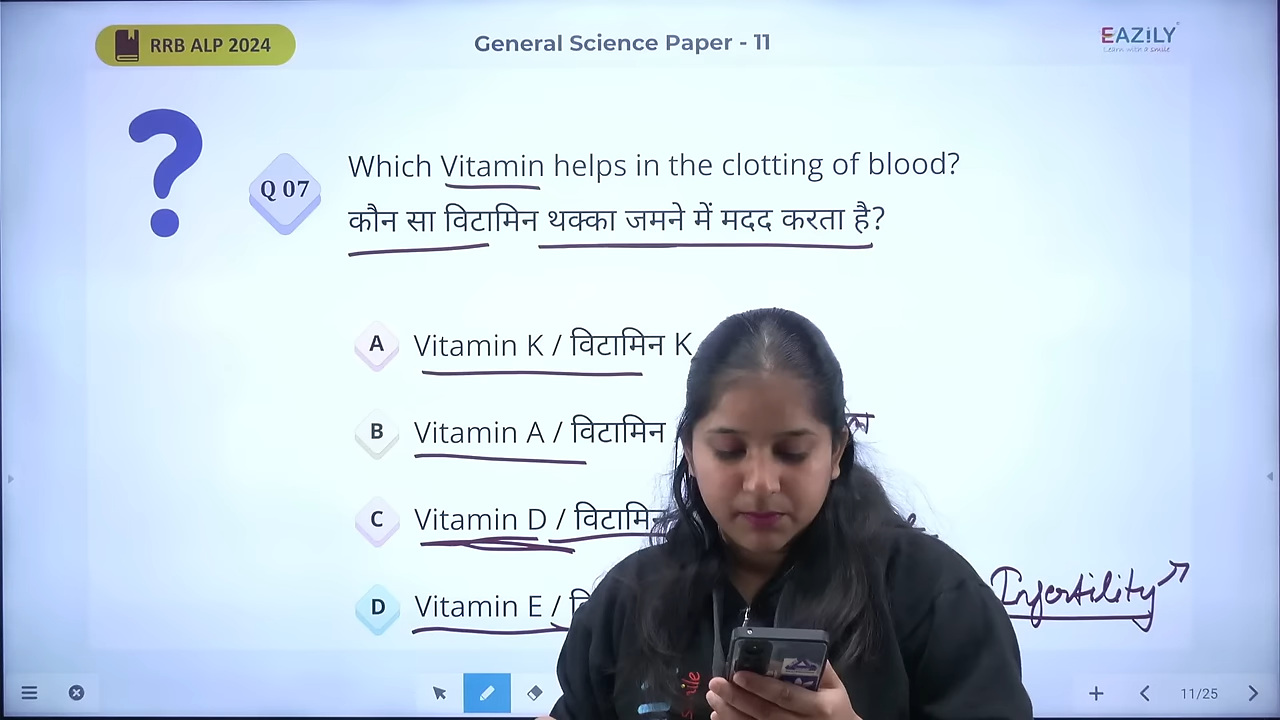 RRB ALP 2024
General Science Paper - 11
EAZiLY
Learn with a smile
Q 07
Which Vitamin helps in the clotting of blood?
कौन सा विटामिन थक्का जमने में मदद करता है?
A Vitamin K / विटामिन K
B Vitamin A / विटामिन
C Vitamin D / विटामिन
D Vitamin E /
Infertility
smile
11/25